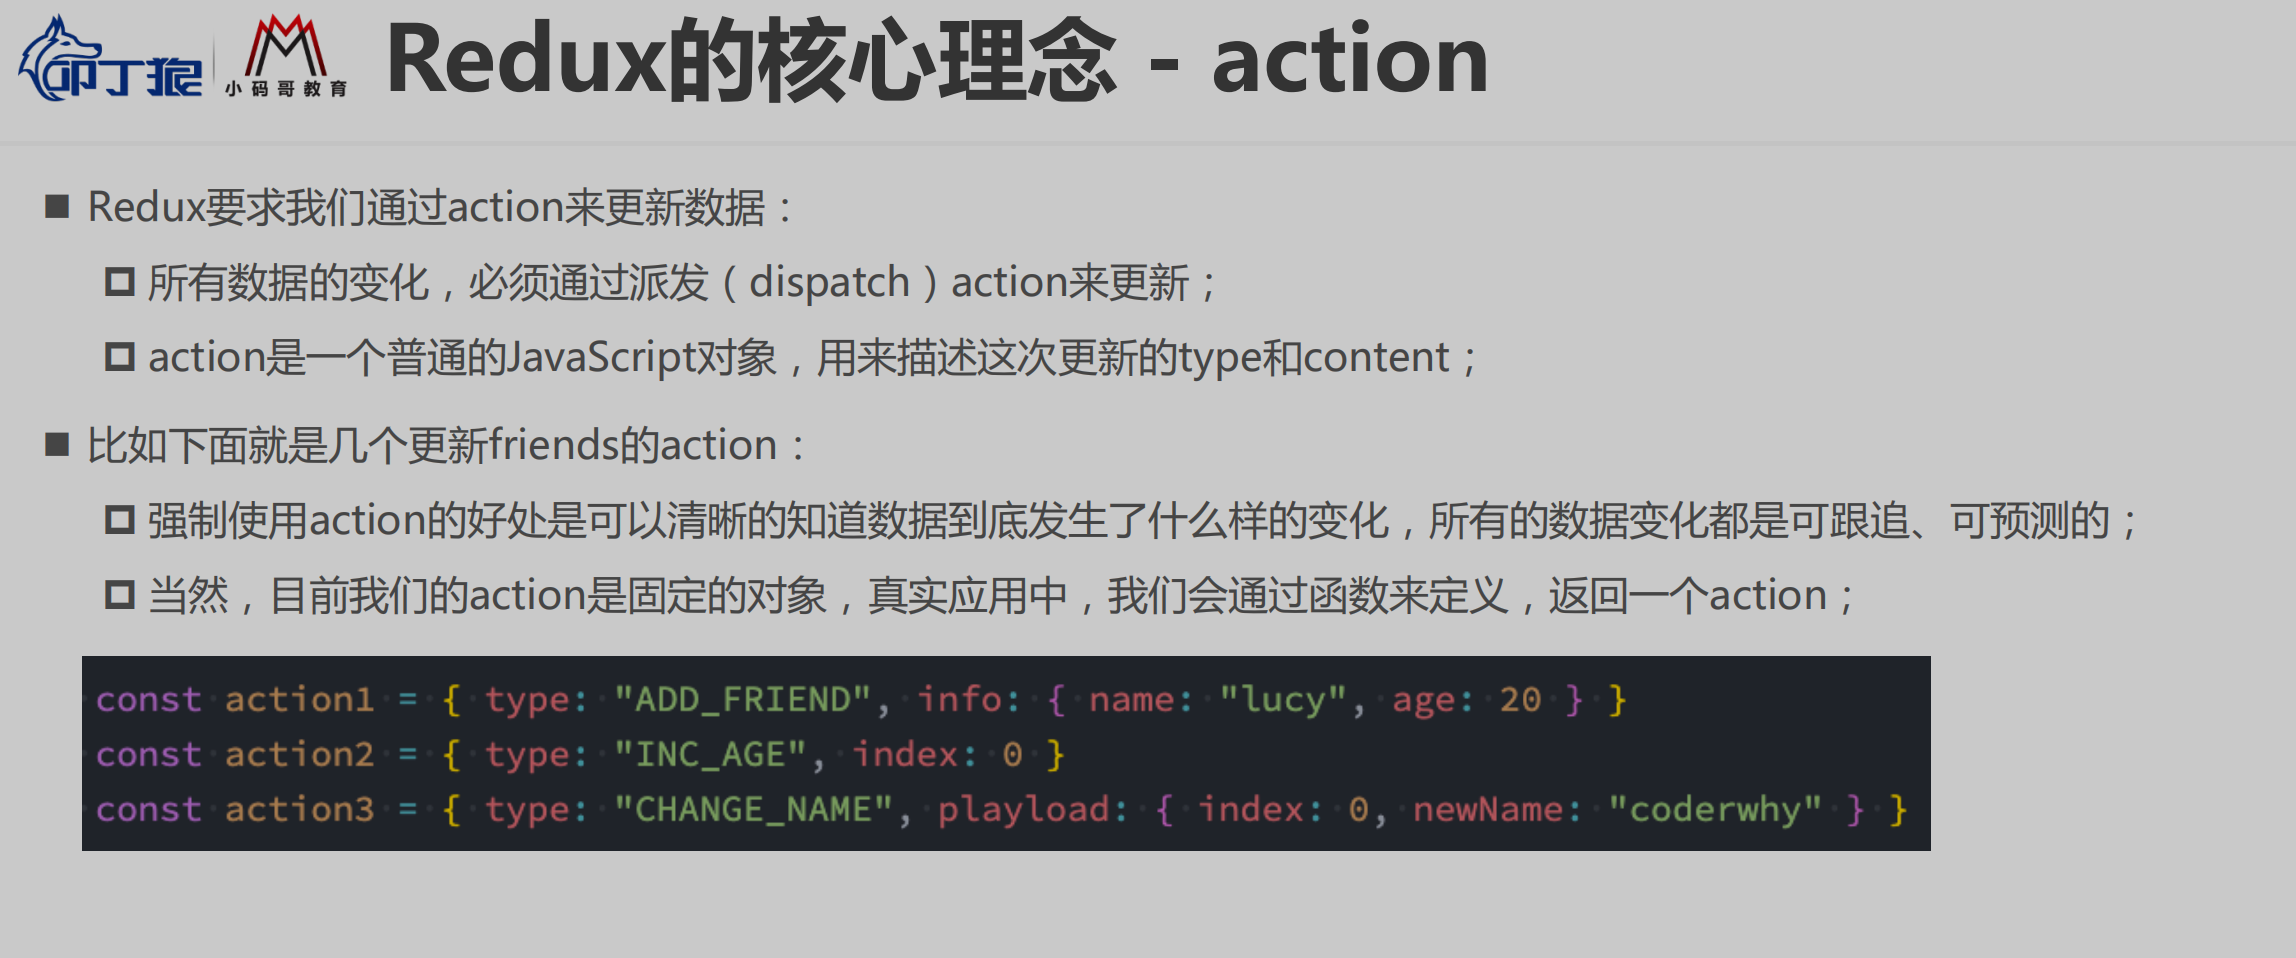 叩丁狼
小码哥教育
Redux的核心理念 - action
Redux要求我们通过action来更新数据：
所有数据的变化，必须通过派发（dispatch）action来更新；
action是一个普通的JavaScript对象，用来描述这次更新的type和content；
比如下面就是几个更新friends的action：
强制使用action的好处是可以清晰的知道数据到底发生了什么样的变化，所有的数据变化都是可跟追、可预测的；
当然，目前我们的action是固定的对象，真实应用中，我们会通过函数来定义，返回一个action；
const action1 = { type: "ADD_FRIEND", info: { name: "lucy", age: 20 } }
const action2 = { type: "INC_AGE", index: 0 }
const action3 = { type: "CHANGE_NAME", playload: { index: 0, newName: "coderwhy" } }